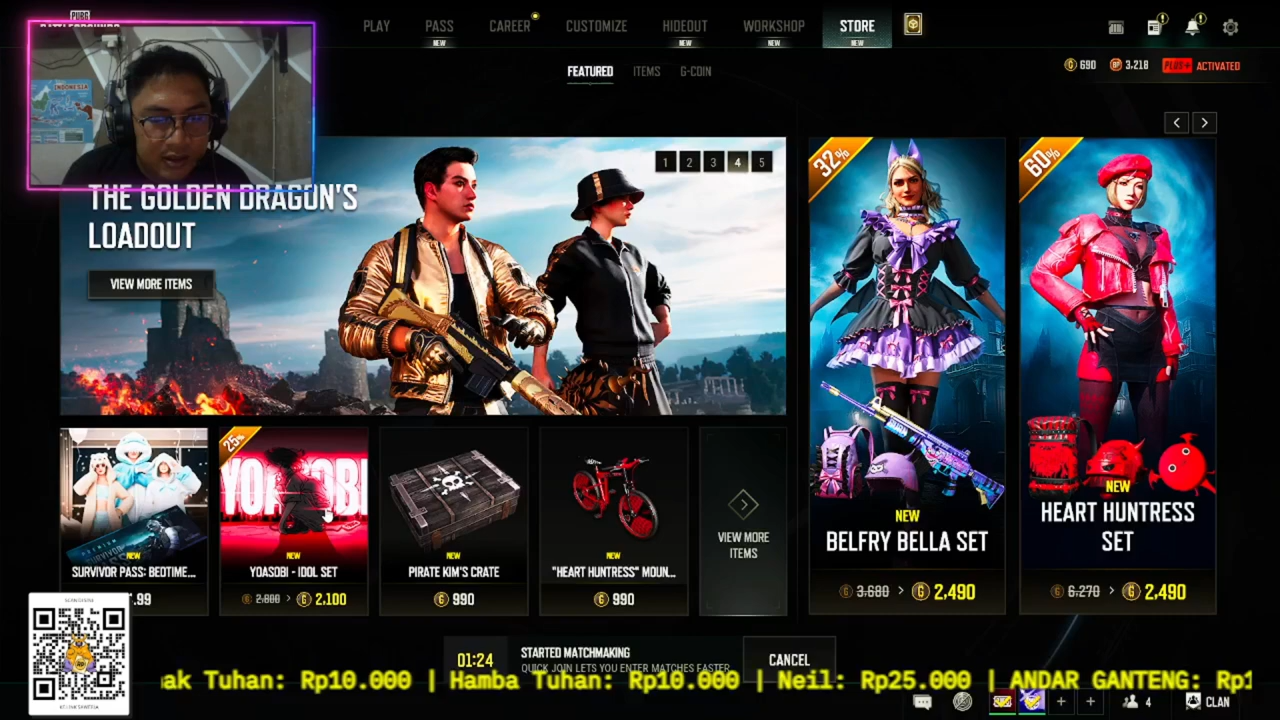 PUBG
PLAY
PASS
NEW
CAREER
CUSTOMIZE
HIDEOUT
NEW
WORKSHOP
NEW
STORE
NEW
FEATURED
ITEMS
G-COIN
690
3.218
PLUS+
ACTIVATED
INDONESIA
THE GOLDEN DRAGON'S
LOADOUT
VIEW MORE ITEMS
1
2
3
4
5
32%
NEW
BELFRY BELLA SET
3.680 > 2,490
60%
NEW
HEART HUNTRESS
SET
6.270 > 2,490
NEW
SURVIVOR PASS: BEDTIME...
.99
25%
YOASOBI
NEW
YOASOBI - IDOL SET
2.800 > 2.100
NEW
PIRATE KIM'S CRATE
990
NEW
"HEART HUNTRESS" MOUN...
990
VIEW MORE
ITEMS
01:24
STARTED MATCHMAKING
QUICK JOIN LETS YOU ENTER MATCHES FASTER
CANCEL
ak Tuhan: Rp10.000 | Hamba Tuhan: Rp10.000 | Neil: Rp25.000 | ANDAR GANTENG: Rp1
4
CLAN